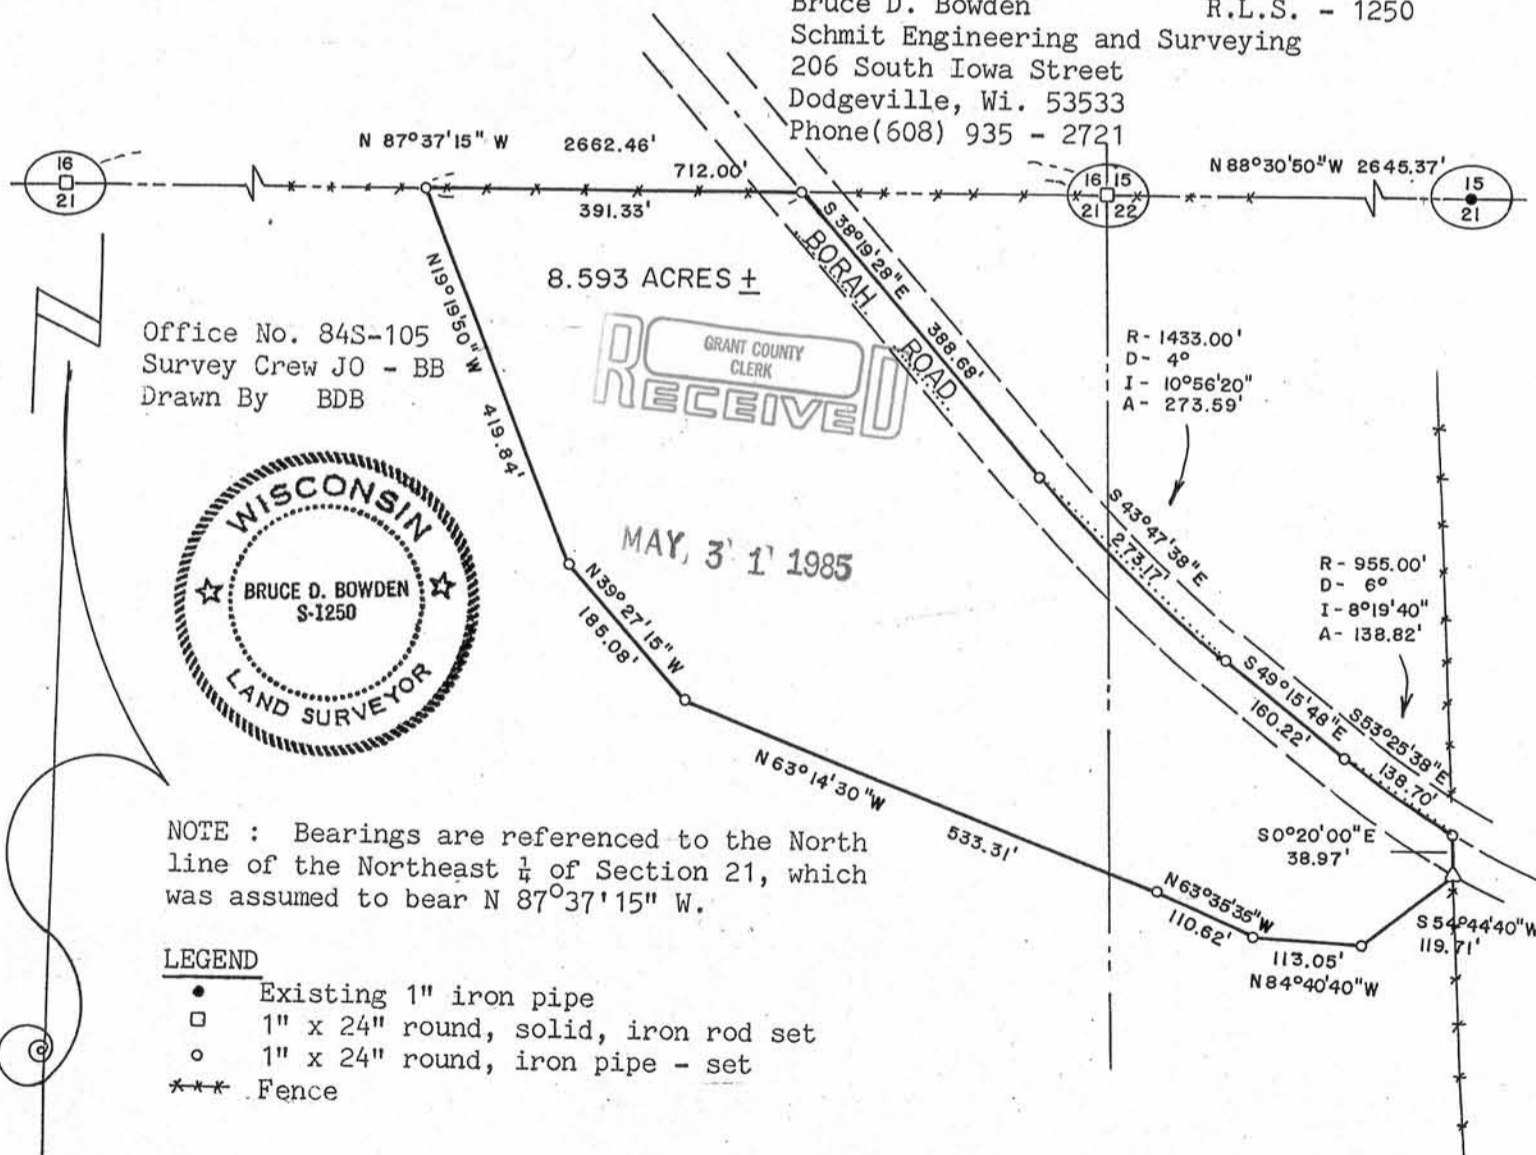 Bruce D. Bowden R.L.S. - 1250
Schmit Engineering and Surveying
206 South Iowa Street
Dodgeville, Wi. 53533
Phone(608) 935 - 2721
N 87°37'15" W 2662.46'
712.00'
391.33'
N 88°30'50" W 2645.37'
16
21
16 15
21 22
15
21
S 38°19'28" E
388.68'
BORAH ROAD
N19°19'50" W
419.84'
8.593 ACRES ±
Office No. 84S-105
Survey Crew JO - BB
Drawn By BDB
GRANT COUNTY
CLERK
RECEIVED
MAY, 3 1 1985
R - 1433.00'
D - 4°
I - 10°56'20"
A - 273.59'
S 43°47'38" E
273.17'
WISCONSIN
BRUCE D. BOWDEN
S-1250
LAND SURVEYOR
N39°27'15" W
185.08'
R - 955.00'
D - 6°
I - 8°19'40"
A - 138.82'
S49°15'48" E
160.22'
S53°25'38" E
138.70'
N 63°14'30" W
533.31'
S0°20'00" E
38.97'
N63°35'35" W
110.62'
113.05'
N84°40'40" W
S 54°44'40" W
119.71'
NOTE : Bearings are referenced to the North
line of the Northeast ¼ of Section 21, which
was assumed to bear N 87°37'15" W.
LEGEND
Existing 1" iron pipe
1" x 24" round, solid, iron rod set
1" x 24" round, iron pipe - set
Fence